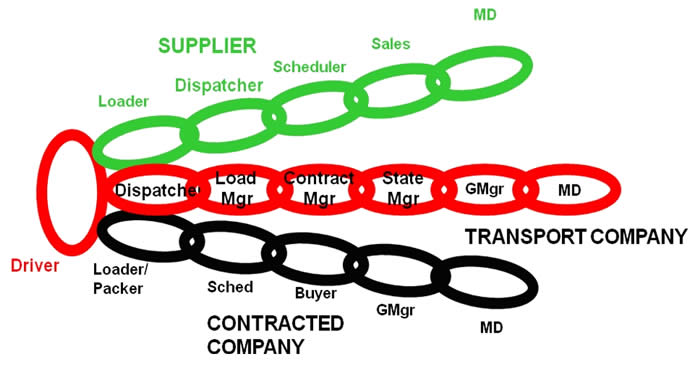 MD
Sales
SUPPLIER
Scheduler
Dispatcher
Loader
Dispatche
Load
Mgr
Contract
Mgr
State
Mgr
GMgr
MD
TRANSPORT COMPANY
Driver
Loader/
Packer
Sched
Buyer
GMgr
MD
CONTRACTED
COMPANY